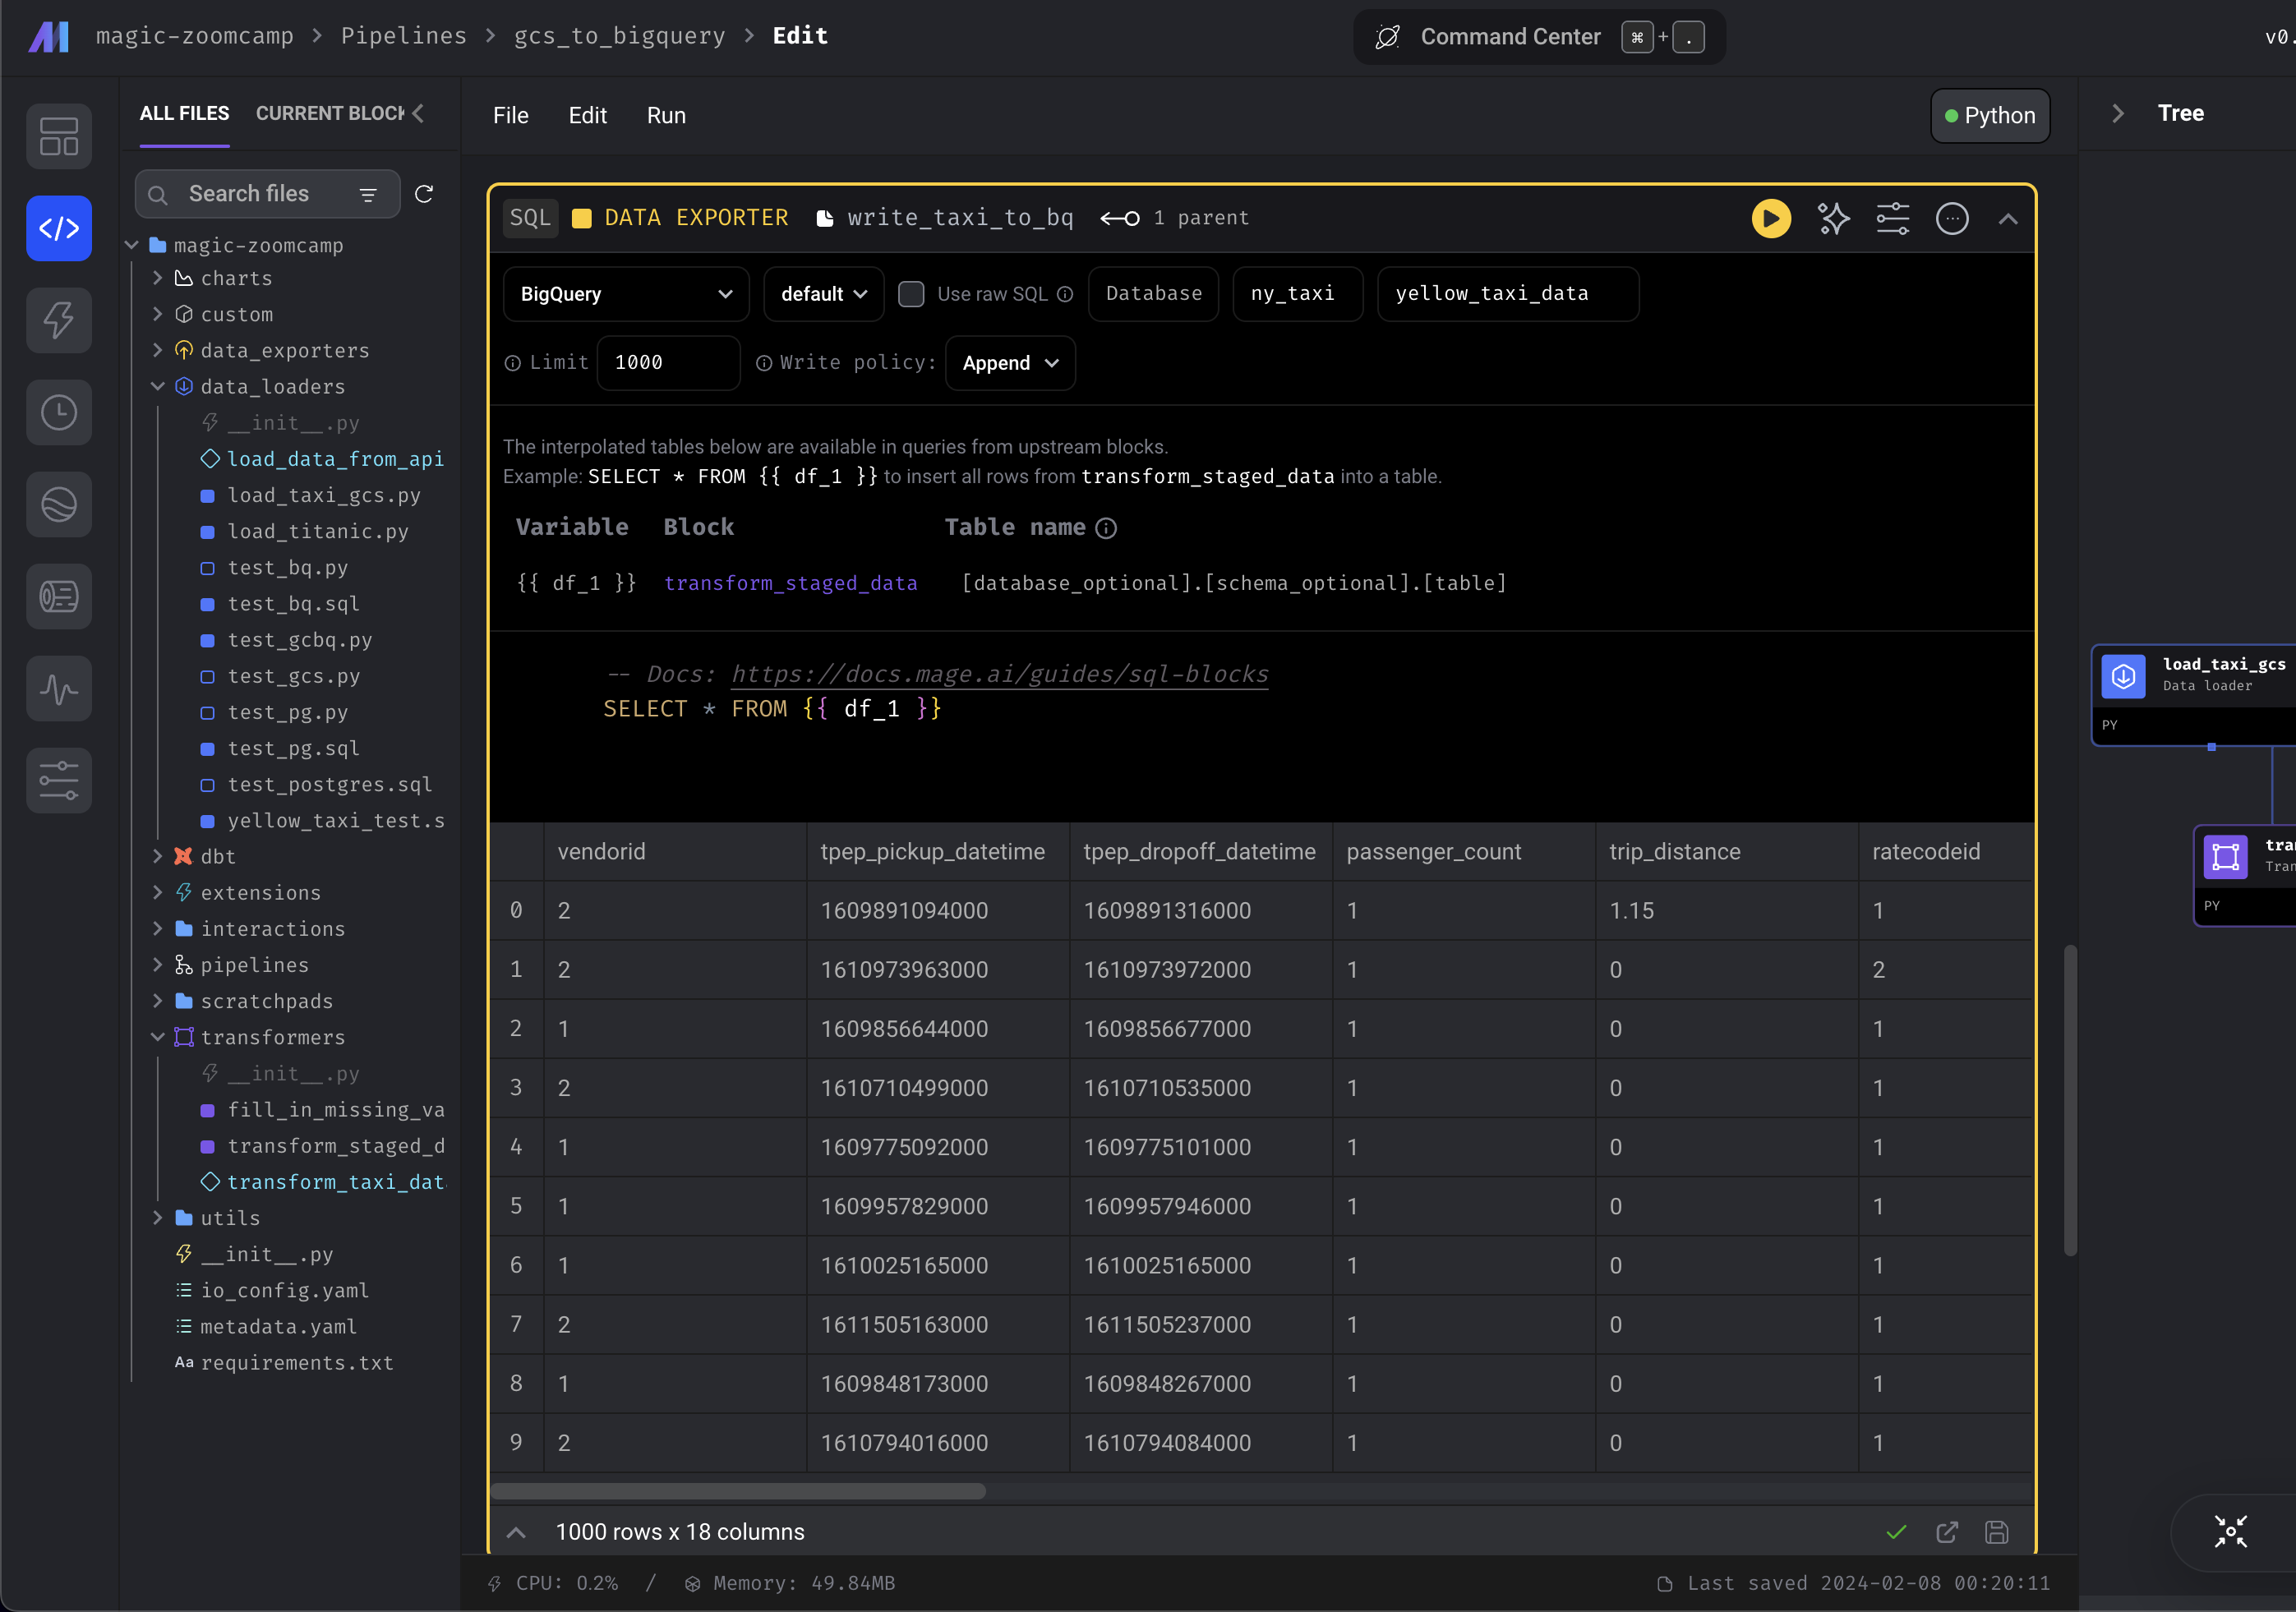 magic-zoomcamp > Pipelines > gcs_to_bigquery > Edit
Command Center ⌘ + .
v0.
ALL FILES CURRENT BLOCK
File Edit Run
Python
Tree
Search files
magic-zoomcamp
charts
custom
data_exporters
data_loaders
__init__.py
load_data_from_api
load_taxi_gcs.py
load_titanic.py
test_bq.py
test_bq.sql
test_gcbq.py
test_gcs.py
test_pg.py
test_pg.sql
test_postgres.sql
yellow_taxi_test.s
dbt
extensions
interactions
pipelines
scratchpads
transformers
__init__.py
fill_in_missing_va
transform_staged_d
transform_taxi_data
utils
__init__.py
io_config.yaml
metadata.yaml
Aa requirements.txt
SQL DATA EXPORTER write_taxi_to_bq 1 parent
BigQuery default Use raw SQL Database ny_taxi yellow_taxi_data
Limit 1000 Write policy: Append
The interpolated tables below are available in queries from upstream blocks.
Example: SELECT * FROM {{ df_1 }} to insert all rows from transform_staged_data into a table.
Variable Block Table name
{{ df_1 }} transform_staged_data [database_optional].[schema_optional].[table]
-- Docs: https://docs.mage.ai/guides/sql-blocks
SELECT * FROM {{ df_1 }}
vendorid tpep_pickup_datetime tpep_dropoff_datetime passenger_count trip_distance ratecodeid
0 2 1609891094000 1609891316000 1 1.15 1
1 2 1610973963000 1610973972000 1 0 2
2 1 1609856644000 1609856677000 1 0 1
3 2 1610710499000 1610710535000 1 0 1
4 1 1609775092000 1609775101000 1 0 1
5 1 1609957829000 1609957946000 1 0 1
6 1 1610025165000 1610025165000 1 0 1
7 2 1611505163000 1611505237000 1 0 1
8 1 1609848173000 1609848267000 1 0 1
9 2 1610794016000 1610794084000 1 0 1
1000 rows x 18 columns
CPU: 0.2% / Memory: 49.84MB
Last saved 2024-02-08 00:20:11
load_taxi_gcs
Data loader
PY
tra
Tran
PY